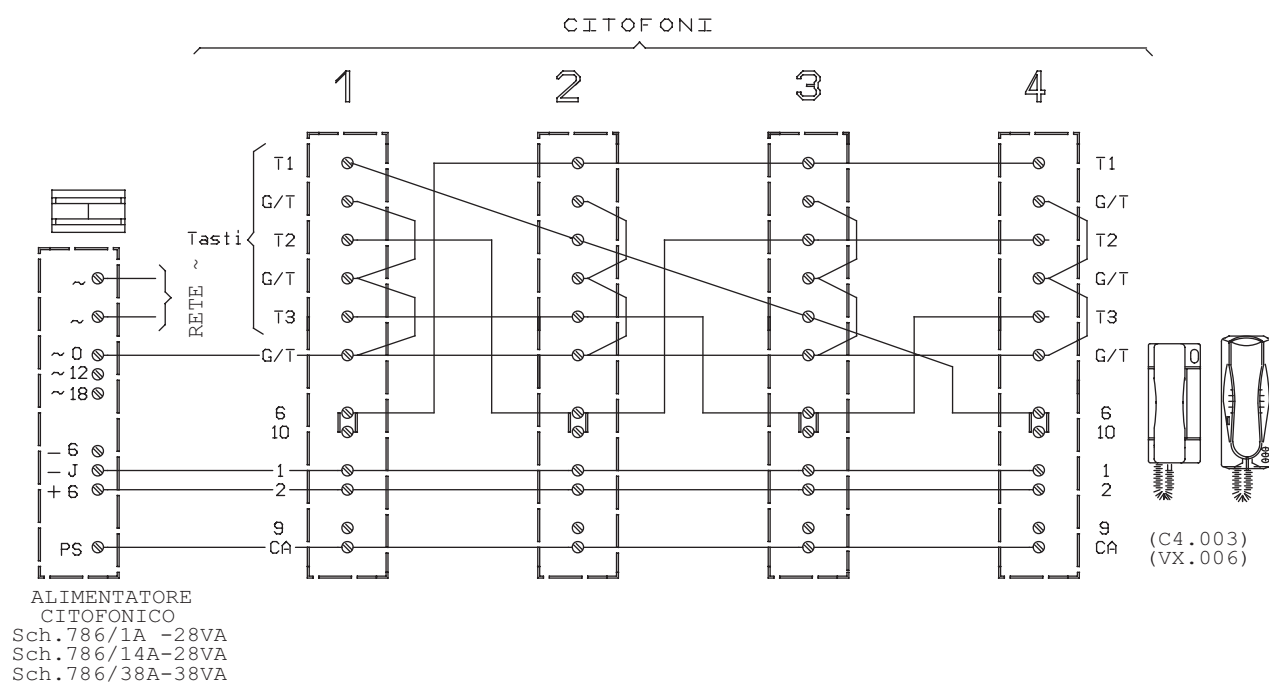 CITOFONI
1 2 3 4
T1 T1
G/T G/T
Tasti T2 T2
G/T G/T
T3 T3
G/T G/T
6 6
10 10
1 1
2 2
9 9
CA CA
RETE ~
~
~
~ 0
~ 12
~ 18
– 6
– J
+ 6
PS
ALIMENTATORE
CITOFONICO
Sch.786/1A -28VA
Sch.786/14A-28VA
Sch.786/38A-38VA
(C4.003)
(VX.006)